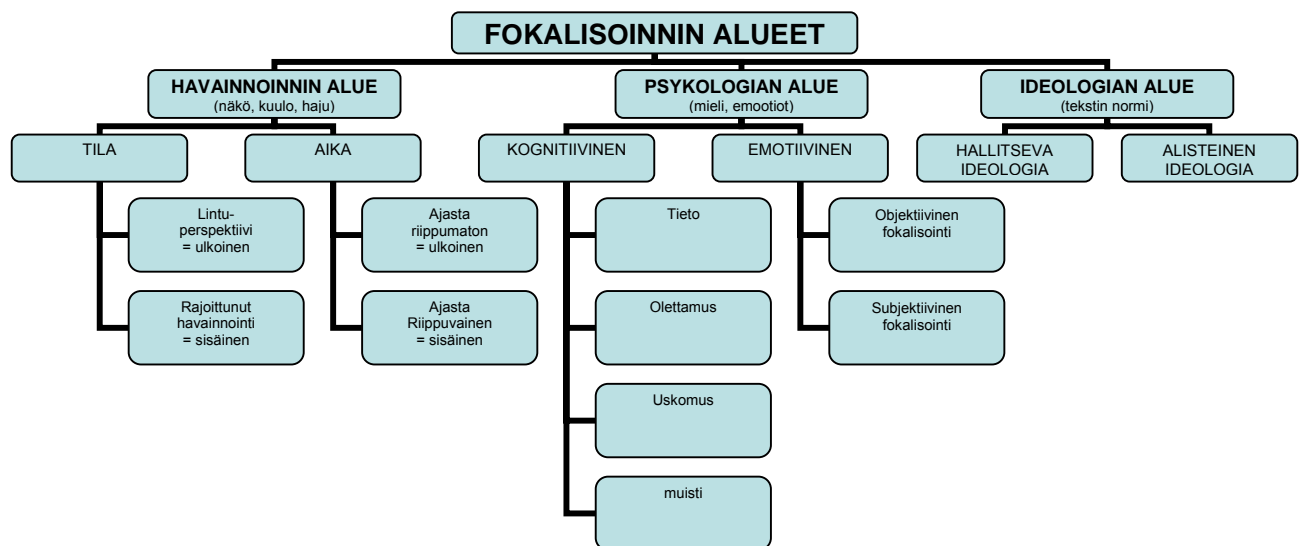 FOKALISOINNIN ALUEET
HAVAINNOINNIN ALUE
(näkö, kuulo, haju)
PSYKOLOGIAN ALUE
(mieli, emootiot)
IDEOLOGIAN ALUE
(tekstin normi)
TILA
AIKA
KOGNITIIVINEN
EMOTIIVINEN
HALLITSEVA
IDEOLOGIA
ALISTEINEN
IDEOLOGIA
Lintu-
perspektiivi
= ulkoinen
Ajasta
riippumaton
= ulkoinen
Tieto
Objektiivinen
fokalisointi
Rajoittunut
havainnointi
= sisäinen
Ajasta
Riippuvainen
= sisäinen
Olettamus
Subjektiivinen
fokalisointi
Uskomus
muisti